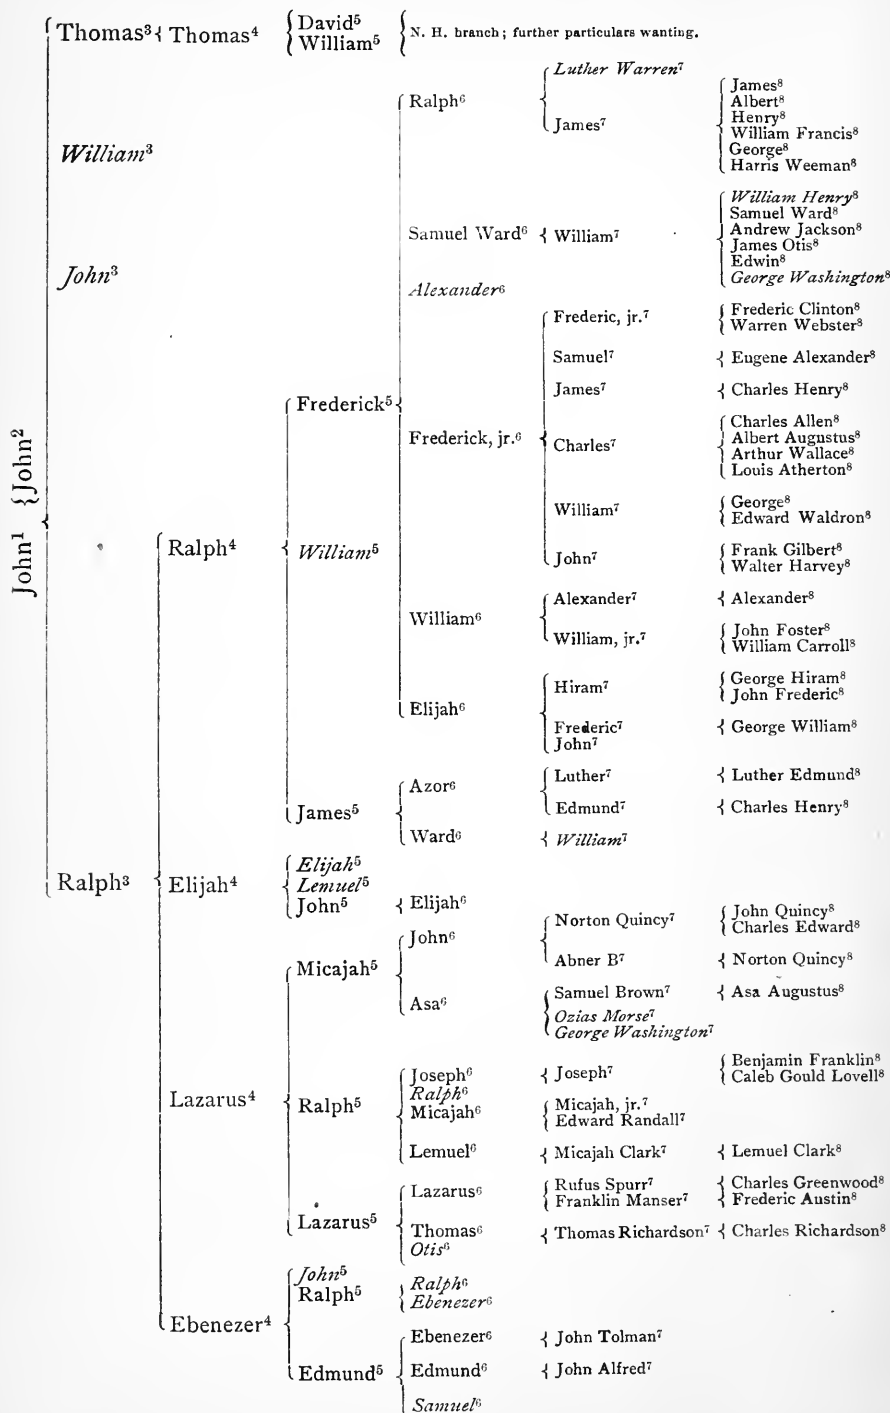 John¹ { John²
Thomas³ { Thomas⁴
David⁵
William⁵
N. H. branch; further particulars wanting.
William³
John³
Ralph³
Ralph⁴
Frederick⁵
Ralph⁶
Luther Warren⁷
James⁷
James⁸
Albert⁸
Henry⁸
William Francis⁸
George⁸
Harris Weeman⁸
Samuel Ward⁶ { William⁷
William Henry⁸
Samuel Ward⁸
Andrew Jackson⁸
James Otis⁸
Edwin⁸
George Washington⁸
Alexander⁶
Frederick, jr.⁶
Frederic, jr.⁷
Frederic Clinton⁸
Warren Webster⁸
Samuel⁷ { Eugene Alexander⁸
James⁷ { Charles Henry⁸
Charles⁷
Charles Allen⁸
Albert Augustus⁸
Arthur Wallace⁸
Louis Atherton⁸
William⁷
George⁸
Edward Waldron⁸
John⁷
Frank Gilbert⁸
Walter Harvey⁸
William⁶
Alexander⁷ { Alexander⁸
William, jr.⁷
John Foster⁸
William Carroll⁸
Elijah⁶
Hiram⁷
George Hiram⁸
John Frederic⁸
Frederic⁷ { George William⁸
John⁷
William⁵
James⁵
Azor⁶
Luther⁷ { Luther Edmund⁸
Edmund⁷ { Charles Henry⁸
Ward⁶ { William⁷
Elijah⁴
Elijah⁵
Lemuel⁵
John⁵ { Elijah⁶
Lazarus⁴
Micajah⁵
John⁶
Norton Quincy⁷
John Quincy⁸
Charles Edward⁸
Abner B⁷ { Norton Quincy⁸
Asa⁶
Samuel Brown⁷ { Asa Augustus⁸
Ozias Morse⁷
George Washington⁷
Ralph⁵
Joseph⁶ { Joseph⁷
Benjamin Franklin⁸
Caleb Gould Lovell⁸
Ralph⁶
Micajah⁶
Micajah, jr.⁷
Edward Randall⁷
Lemuel⁶ { Micajah Clark⁷ { Lemuel Clark⁸
Lazarus⁵
Lazarus⁶
Rufus Spurr⁷ { Charles Greenwood⁸
Franklin Manser⁷ { Frederic Austin⁸
Thomas⁶ { Thomas Richardson⁷ { Charles Richardson⁸
Otis⁶
Ebenezer⁴
John⁵
Ralph⁵
Ralph⁶
Ebenezer⁶
Edmund⁵
Ebenezer⁶ { John Tolman⁷
Edmund⁶ { John Alfred⁷
Samuel⁶